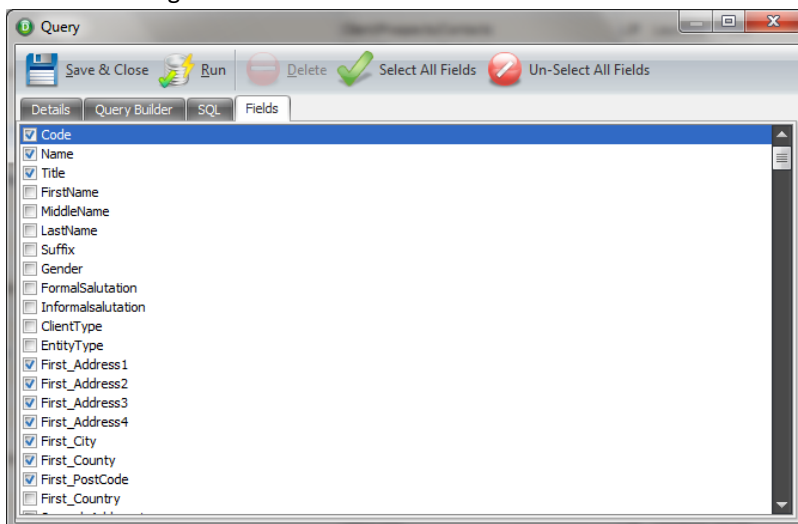 Query
Save & Close Run Delete Select All Fields Un-Select All Fields
Details Query Builder SQL Fields
Code
Name
Title
FirstName
MiddleName
LastName
Suffix
Gender
FormalSalutation
Informalsalutation
ClientType
EntityType
First_Address1
First_Address2
First_Address3
First_Address4
First_City
First_County
First_PostCode
First_Country